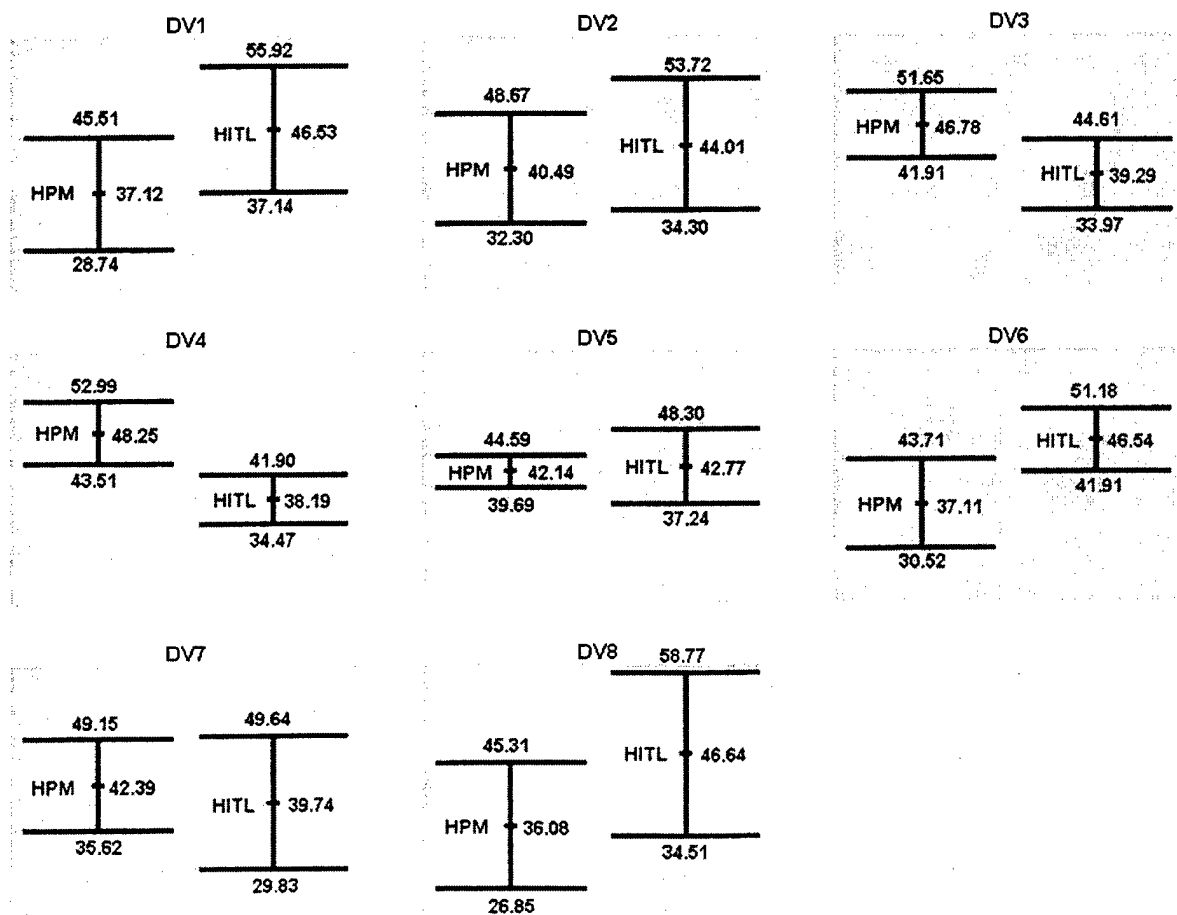 DV1
55.92
45.51
HITL 46.53
HPM 37.12
37.14
28.74
DV2
53.72
48.67
HITL 44.01
HPM 40.49
34.30
32.30
DV3
51.65
HPM 46.78
44.61
41.91
HITL 39.29
33.97
DV4
52.99
HPM 48.25
43.51
41.90
HITL 38.19
34.47
DV5
48.30
44.59
HPM 42.14
HITL 42.77
39.69
37.24
DV6
51.18
HITL 46.54
43.71
41.91
HPM 37.11
30.52
DV7
49.15
49.64
HPM 42.39
HITL 39.74
35.62
29.83
DV8
58.77
45.31
HITL 46.64
HPM 36.08
34.51
26.85